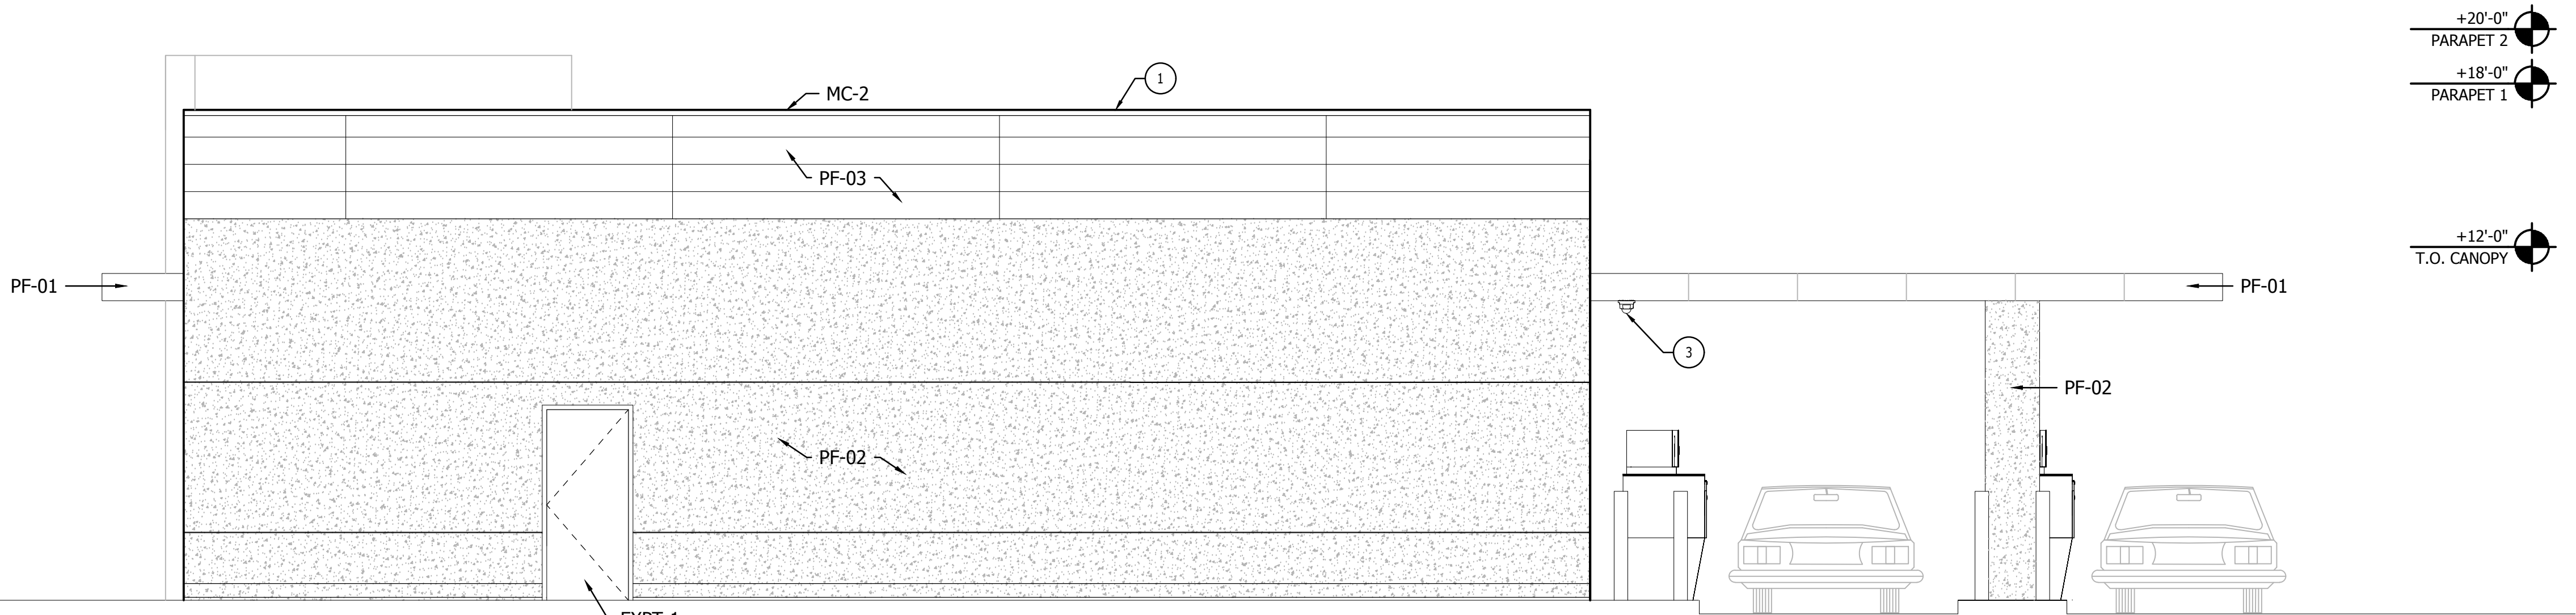 +20'-0"
PARAPET 2
+18'-0"
PARAPET 1
1
MC-2
PF-03
+12'-0"
T.O. CANOPY
PF-01
PF-01
3
PF-02
PF-02